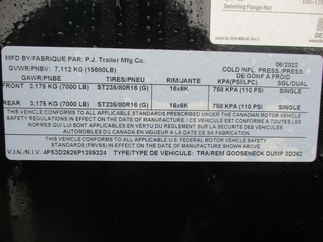 Swiveling Flange Nut
MFD BY/FABRIQUE PAR: P.J. Trailer Mfg Co. 06/2022
GVWR/PNBV: 7,112 KG (15680LB) COLD INFL. PRESS./PRESS. DE GONF A FROID
GAWR/PNBE TIRES/PNEU RIM/JANTE KPA(PSI/LPC) SGL/DUAL
FRONT 3,175 KG (7000 LB) ST235/80R16 (G) 16x6K 750 KPA (110 PSI) SINGLE
REAR 3,175 KG (7000 LB) ST235/80R16 (G) 16x6K 750 KPA (110 PSI) SINGLE
THIS VEHICLE CONFORMS TO ALL APPLICABLE STANDARDS PRESCRIBED UNDER THE CANADIAN MOTOR VEHICLE
SAFETY REGULATIONS IN EFFECT ON THE DATE OF MANUFACTURE / CE VEHICULE EST CONFORME A TOUTES LES
NORMES QUI LUI SONT APPLICABLES EN VERTU DU REGLEMENT SUR LA SECURITE DES VEHICULES
AUTOMOBILES DU CANADA EN VIGUEUR A LA DATE DE SA FABRICATION
THIS VEHICLE CONFORMS TO ALL APPLICABLE U.S. FEDERAL MOTOR VEHICLE SAFETY
STANDARDS IN EFFECT ON THE DATE OF MANUFACTURE SHOWN ABOVE
V.I.N./N.I.V. TYPE/TYPE DE VÉHICULE: TRA/REM GOOSENECK DUMP